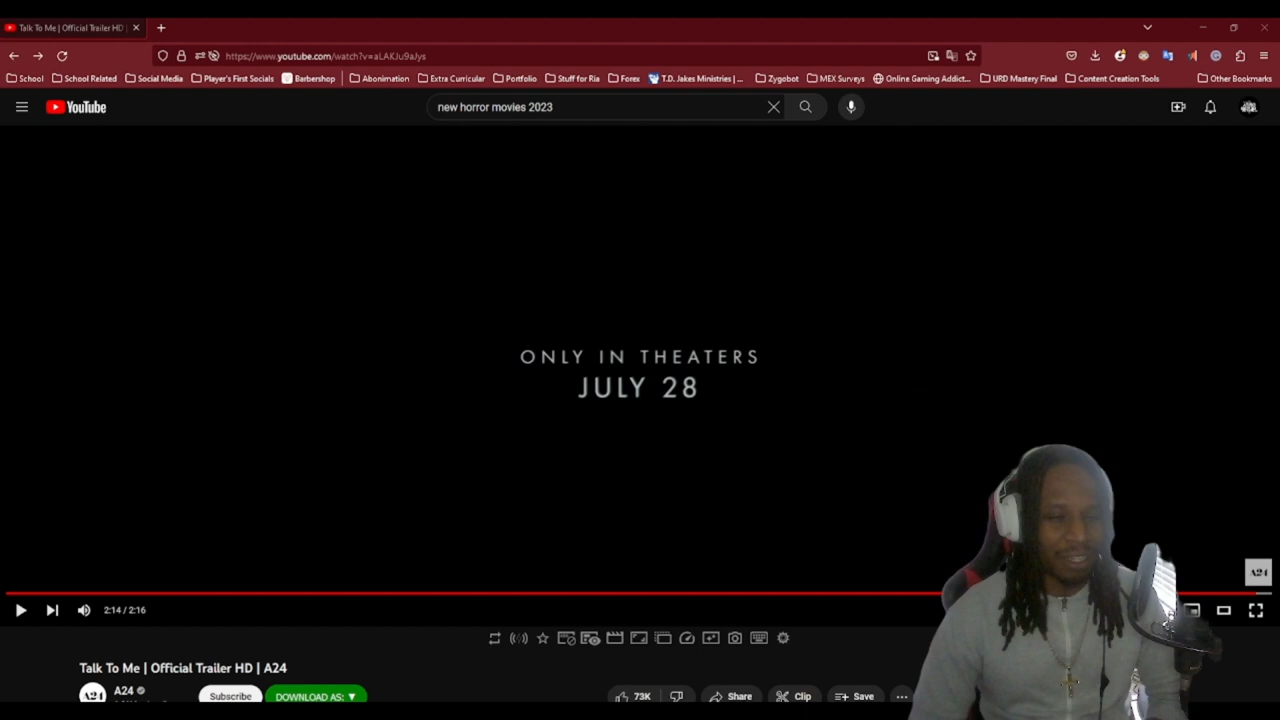 Talk To Me | Official Trailer HD |
https://www.youtube.com/watch?v=aLAKJu9aJys
School
School Related
Social Media
Player's First Socials
Barbershop
Abonimation
Extra Curricular
Portfolio
Stuff for Ria
Forex
T.D. Jakes Ministries | ...
Zygobot
MEX Surveys
Online Gaming Addict...
URD Mastery Final
Content Creation Tools
Other Bookmarks
YouTube
new horror movies 2023
ONLY IN THEATERS
JULY 28
A24
2:14 / 2:16
Talk To Me | Official Trailer HD | A24
A24
A24
Subscribe
DOWNLOAD AS: ▼
73K
Share
Clip
Save